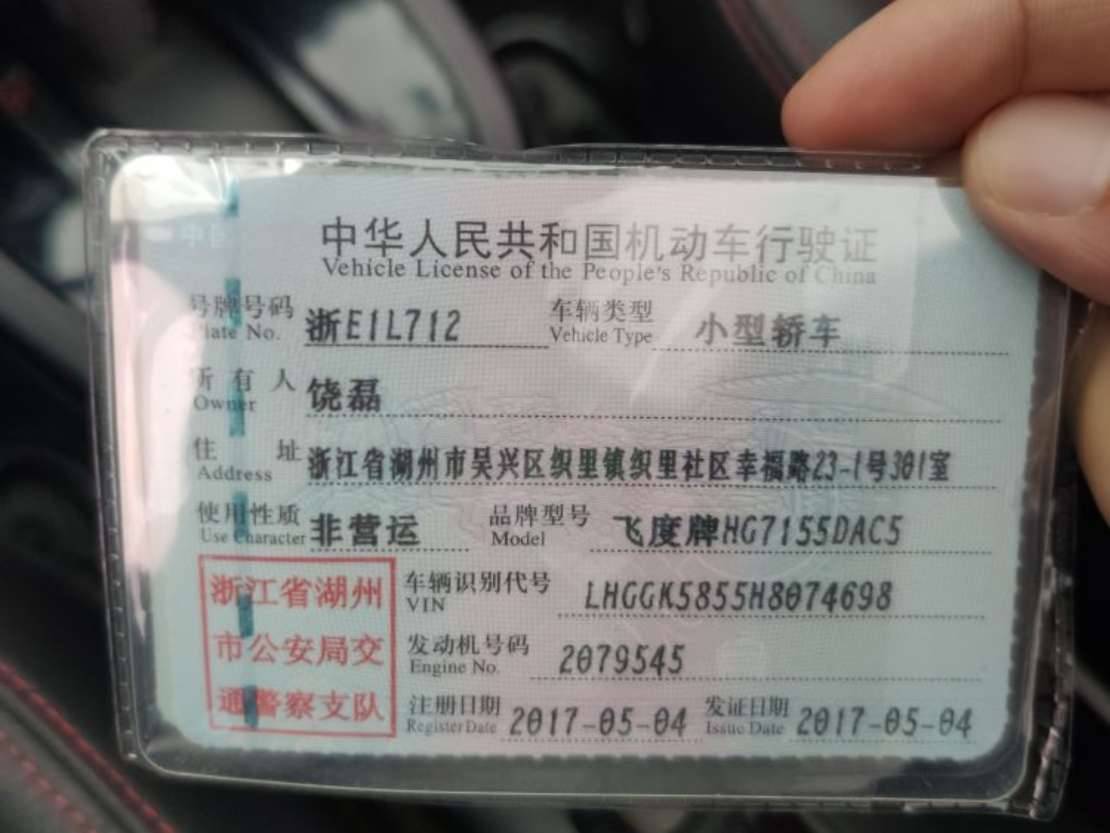 中华人民共和国机动车行驶证
Vehicle License of the People's Republic of China
号牌号码 浙E1L712 车辆类型 小型轿车
Plate No. Vehicle Type
所有人 饶磊
Owner
住址 浙江省湖州市吴兴区织里镇织里社区幸福路23-1号301室
Address
使用性质 非营运 品牌型号 飞度牌HG7155DAC5
Use Character Model
浙江省湖州
市公安局交
通警察支队
车辆识别代号 LHGGK5855H8074698
VIN
发动机号码 2079545
Engine No.
注册日期 2017-05-04 发证日期 2017-05-04
Register Date Issue Date